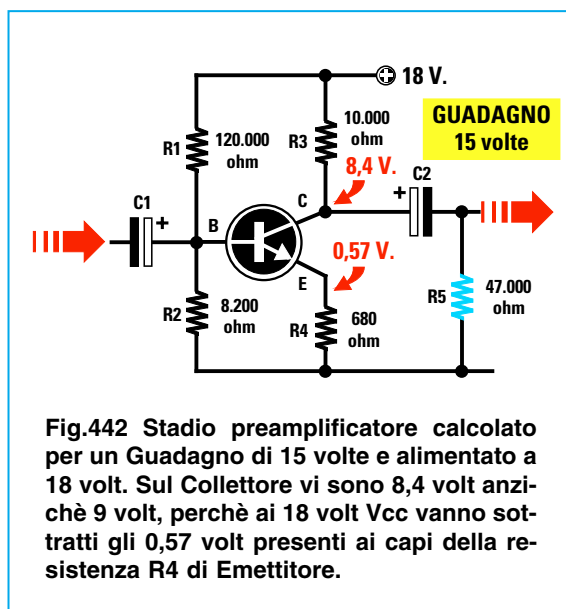 18 V.
GUADAGNO
15 volte
R1
120.000
ohm
R3
10.000
ohm
8,4 V.
C1
+
B
C
+
C2
0,57 V.
E
R2
8.200
ohm
R4
680
ohm
R5
47.000
ohm
Fig.442 Stadio preamplificatore calcolato
per un Guadagno di 15 volte e alimentato a
18 volt. Sul Collettore vi sono 8,4 volt anzi-
chè 9 volt, perchè ai 18 volt Vcc vanno sot-
tratti gli 0,57 volt presenti ai capi della re-
sistenza R4 di Emettitore.